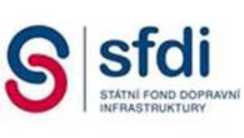 sfdi
STÁTNÍ FOND DOPRAVNÍ
INFRASTRUKTURY